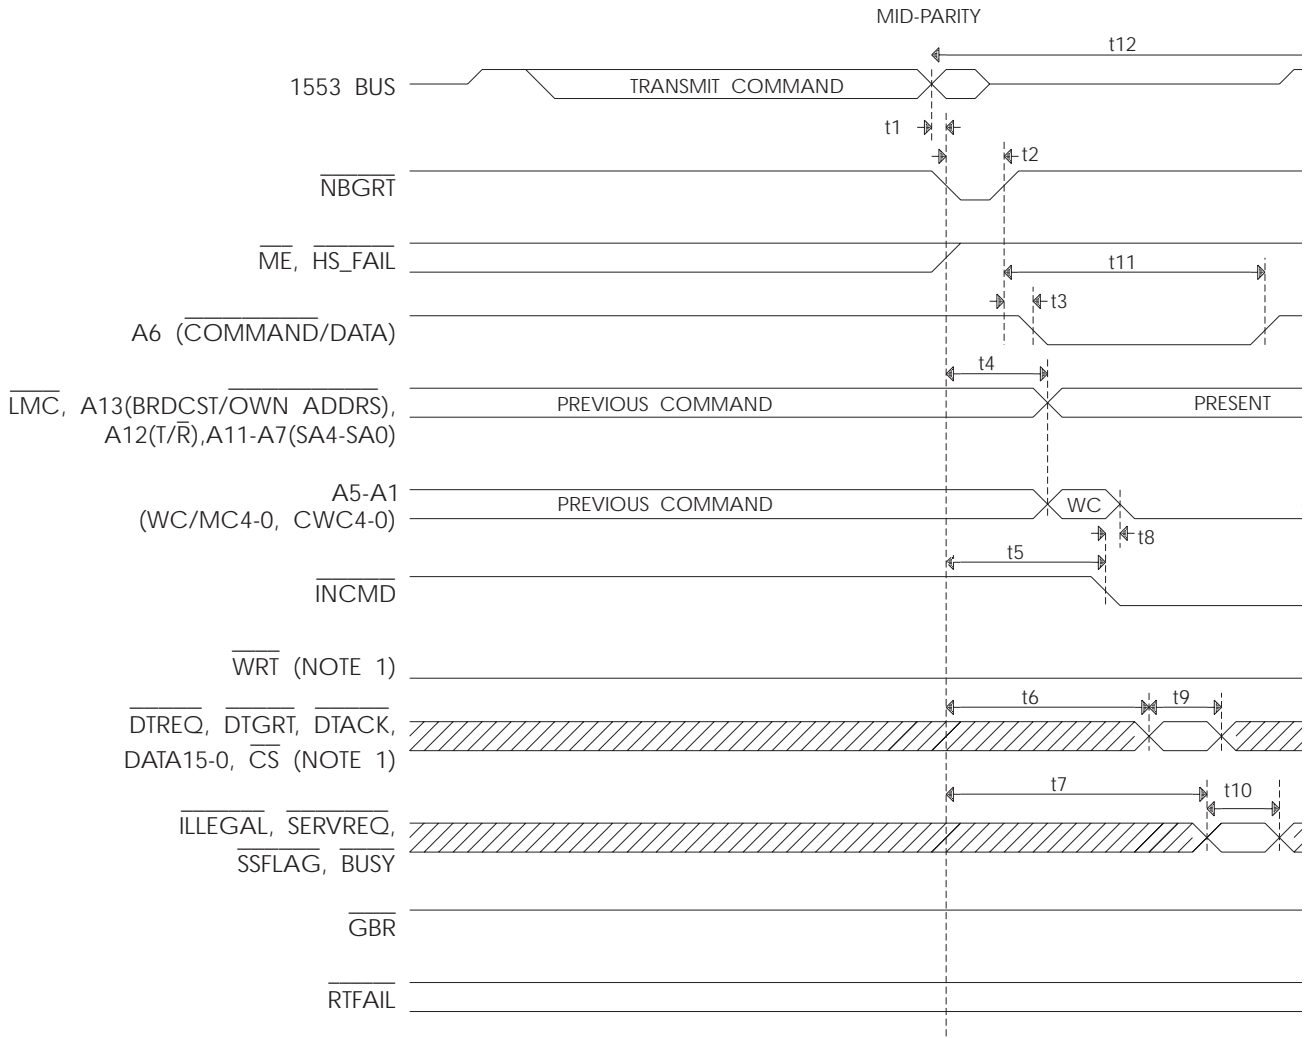 MID-PARITY
t12
1553 BUS
TRANSMIT COMMAND
t1
t2
NBGRT
ME, HS_FAIL
t11
t3
A6 (COMMAND/DATA)
t4
LMC, A13(BRDCST/OWN ADDRS),
A12(T/R),A11-A7(SA4-SA0)
PREVIOUS COMMAND
PRESENT
A5-A1
(WC/MC4-0, CWC4-0)
PREVIOUS COMMAND
WC
t8
t5
INCMD
WRT (NOTE 1)
t6
t9
DTREQ, DTGRT, DTACK,
DATA15-0, CS (NOTE 1)
t7
t10
ILLEGAL, SERVREQ,
SSFLAG, BUSY
GBR
RTFAIL